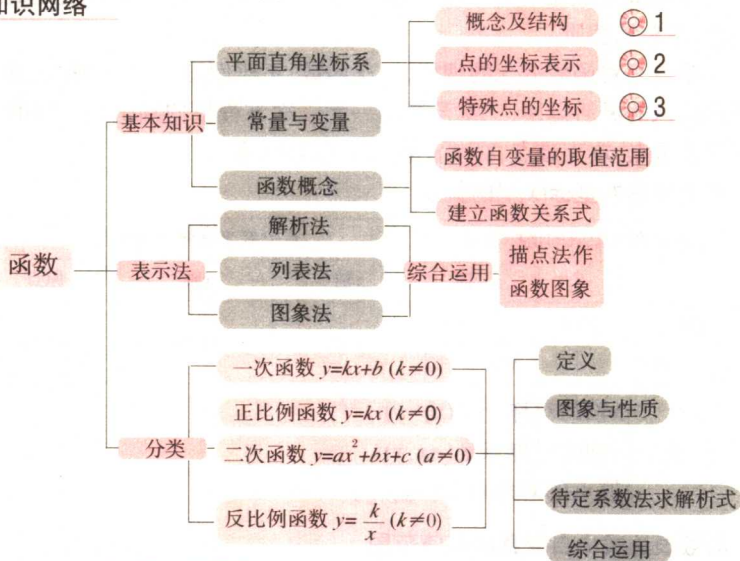 知识网络
概念及结构 1
平面直角坐标系
点的坐标表示 2
特殊点的坐标 3
基本知识
常量与变量
函数自变量的取值范围
函数概念
建立函数关系式
函数
表示法
解析法
列表法
图象法
综合运用
描点法作
函数图象
分类
一次函数 y=kx+b (k≠0)
正比例函数 y=kx (k≠0)
二次函数 y=ax²+bx+c (a≠0)
反比例函数 y= k/x (k≠0)
定义
图象与性质
待定系数法求解析式
综合运用